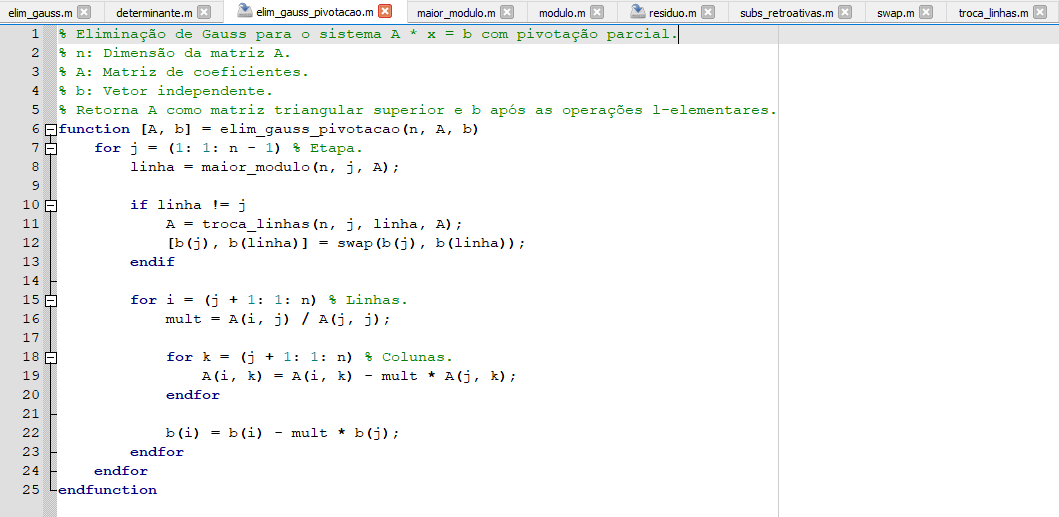 elim_gauss.m determinante.m elim_gauss_pivotacao.m maior_modulo.m modulo.m residuo.m subs_retroativas.m swap.m troca_linhas.m
1 % Eliminação de Gauss para o sistema A * x = b com pivotação parcial.
2 % n: Dimensão da matriz A.
3 % A: Matriz de coeficientes.
4 % b: Vetor independente.
5 % Retorna A como matriz triangular superior e b após as operações l-elementares.
6 function [A, b] = elim_gauss_pivotacao(n, A, b)
7     for j = (1: 1: n - 1) % Etapa.
8         linha = maior_modulo(n, j, A);
9
10         if linha != j
11             A = troca_linhas(n, j, linha, A);
12             [b(j), b(linha)] = swap(b(j), b(linha));
13         endif
14
15         for i = (j + 1: 1: n) % Linhas.
16             mult = A(i, j) / A(j, j);
17
18             for k = (j + 1: 1: n) % Colunas.
19                 A(i, k) = A(i, k) - mult * A(j, k);
20             endfor
21
22             b(i) = b(i) - mult * b(j);
23         endfor
24     endfor
25 endfunction